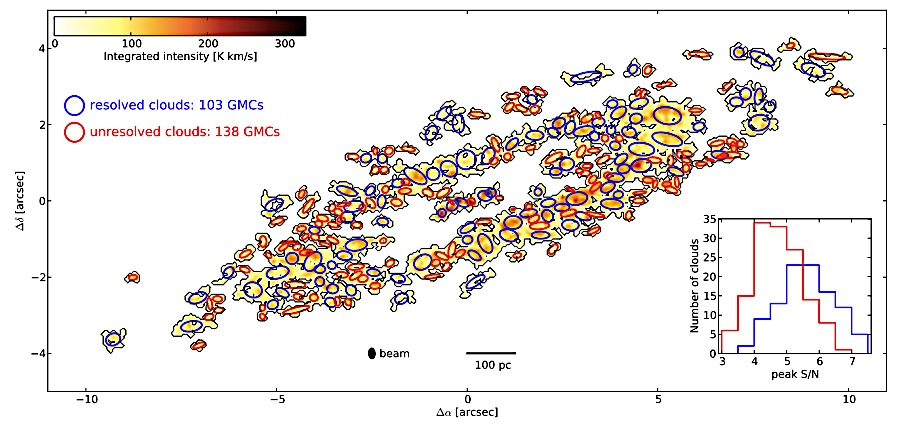 0 100 200 300
Integrated intensity [K km/s]
resolved clouds: 103 GMCs
unresolved clouds: 138 GMCs
4
2
0
−2
−4
Δδ [arcsec]
beam
100 pc
−10 −5 0 5 10
Δα [arcsec]
35
30
25
20
15
10
5
0
Number of clouds
3 4 5 6 7
peak S/N